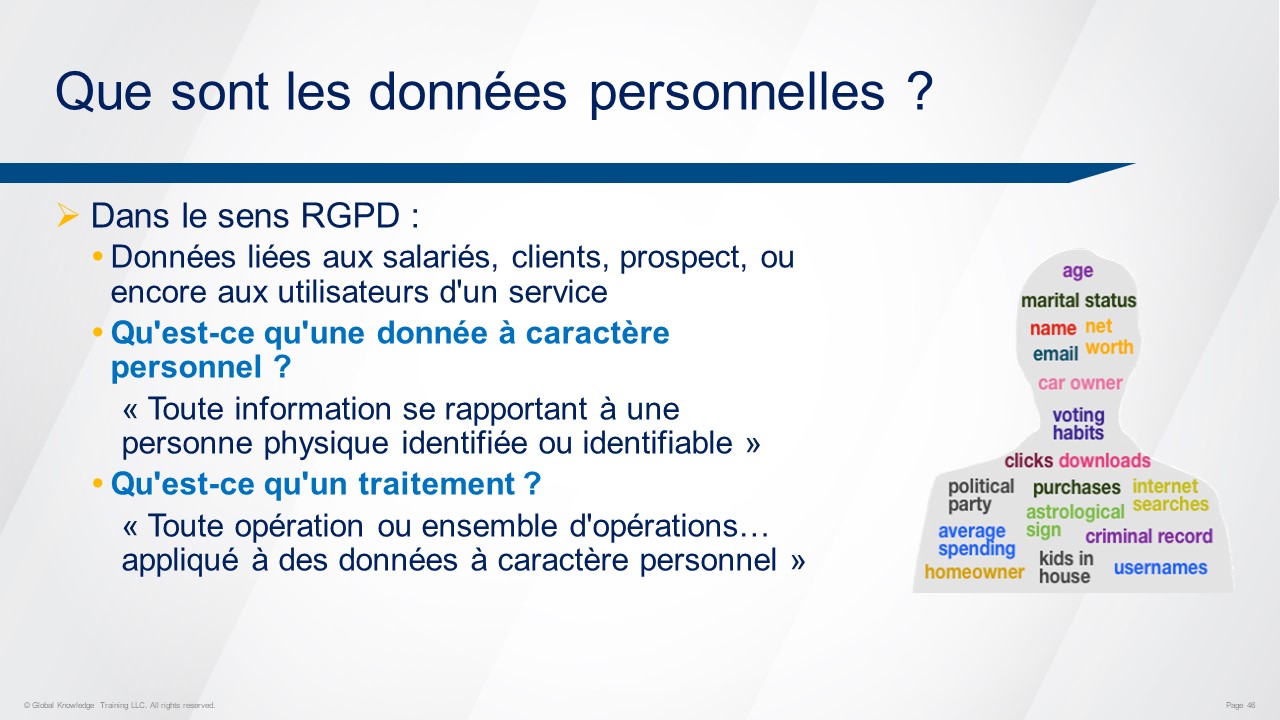 Que sont les données personnelles ?
➢ Dans le sens RGPD :
• Données liées aux salariés, clients, prospect, ou
encore aux utilisateurs d'un service
• Qu'est-ce qu'une donnée à caractère
personnel ?
« Toute information se rapportant à une
personne physique identifiée ou identifiable »
• Qu'est-ce qu'un traitement ?
« Toute opération ou ensemble d'opérations…
appliqué à des données à caractère personnel »
age
marital status
name
net
worth
email
car owner
voting
habits
clicks downloads
political
party
purchases
internet
searches
astrological
sign
average
spending
criminal record
homeowner
kids in
house
usernames
© Global Knowledge Training LLC. All rights reserved.
Page 46